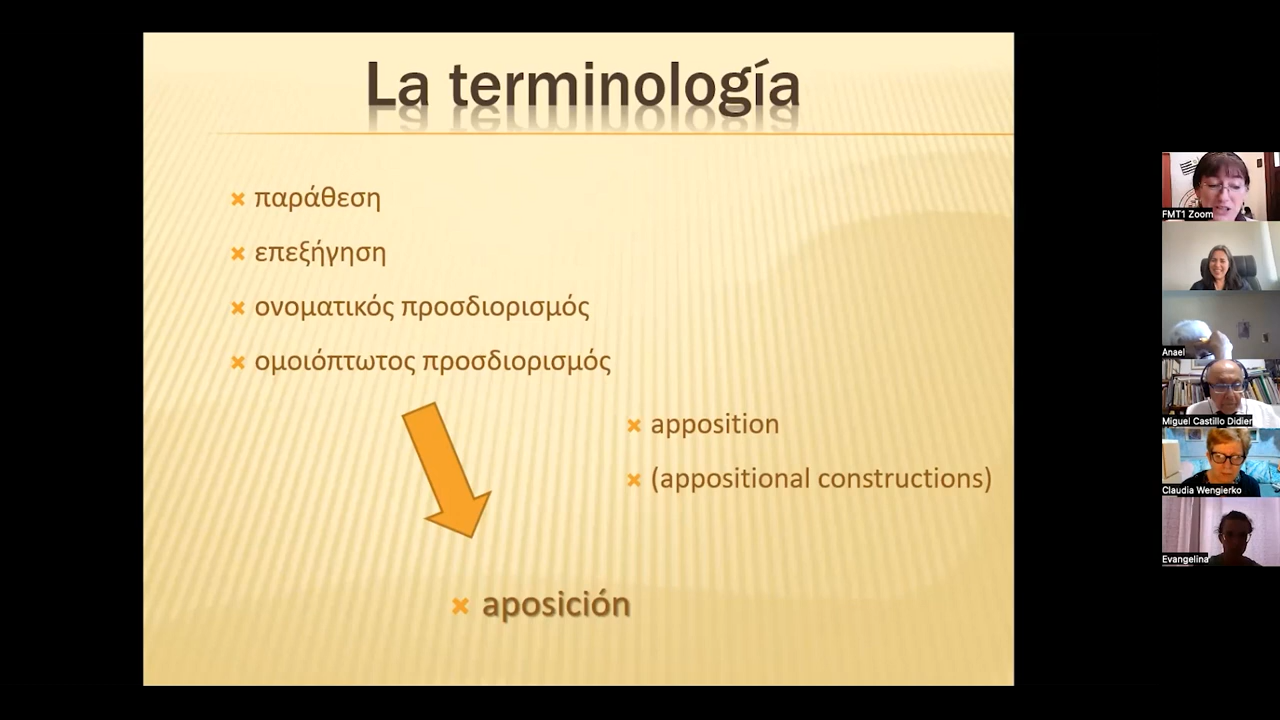 La terminología
παράθεση
επεξήγηση
ονοματικός προσδιορισμός
ομοιόπτωτος προσδιορισμός
apposition
(appositional constructions)
aposición
FMT1 Zoom
Anael
Miguel Castillo Didier
Claudia Wengierko
Evangelina